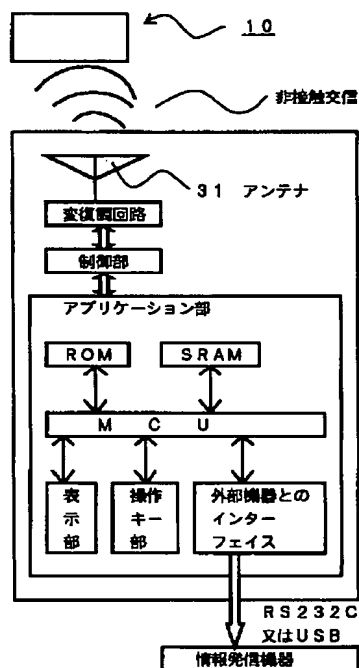 10
非接触交信
31 アンテナ
変復調回路
制御部
アプリケーション部
ROM
SRAM
MCU
表
示
部
操作
キー
部
外部機器との
インター
フェイス
RS232C
又はUSB
情報発信機器